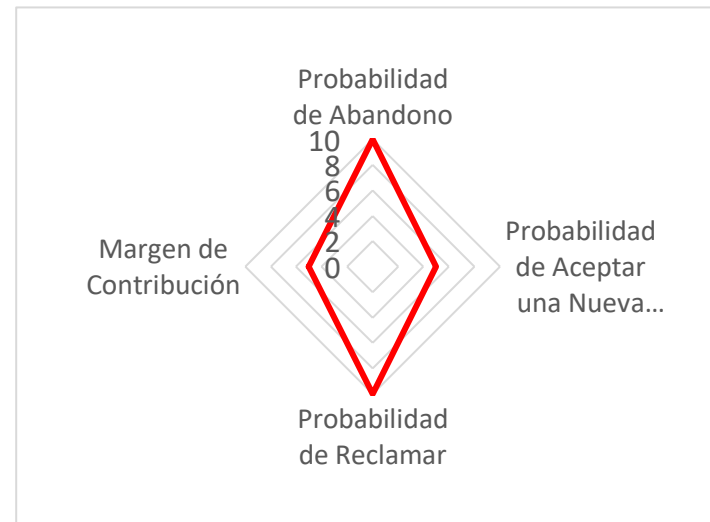 Probabilidad
de Abandono
10
8
6
4
2
0
Probabilidad
de Aceptar
una Nueva...
Margen de
Contribución
Probabilidad
de Reclamar